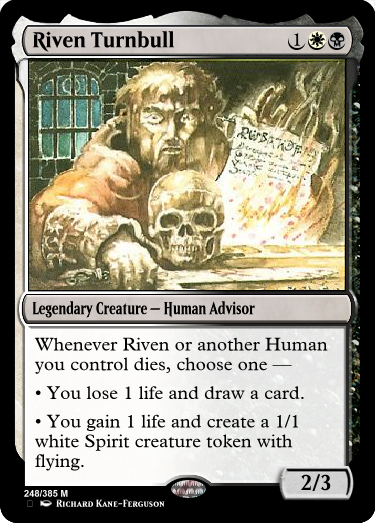 Riven Turnbull 1
Legendary Creature — Human Advisor
Whenever Riven or another Human
you control dies, choose one —
• You lose 1 life and draw a card.
• You gain 1 life and create a 1/1
white Spirit creature token with
flying.
2/3
248/385 M
Richard Kane-Ferguson